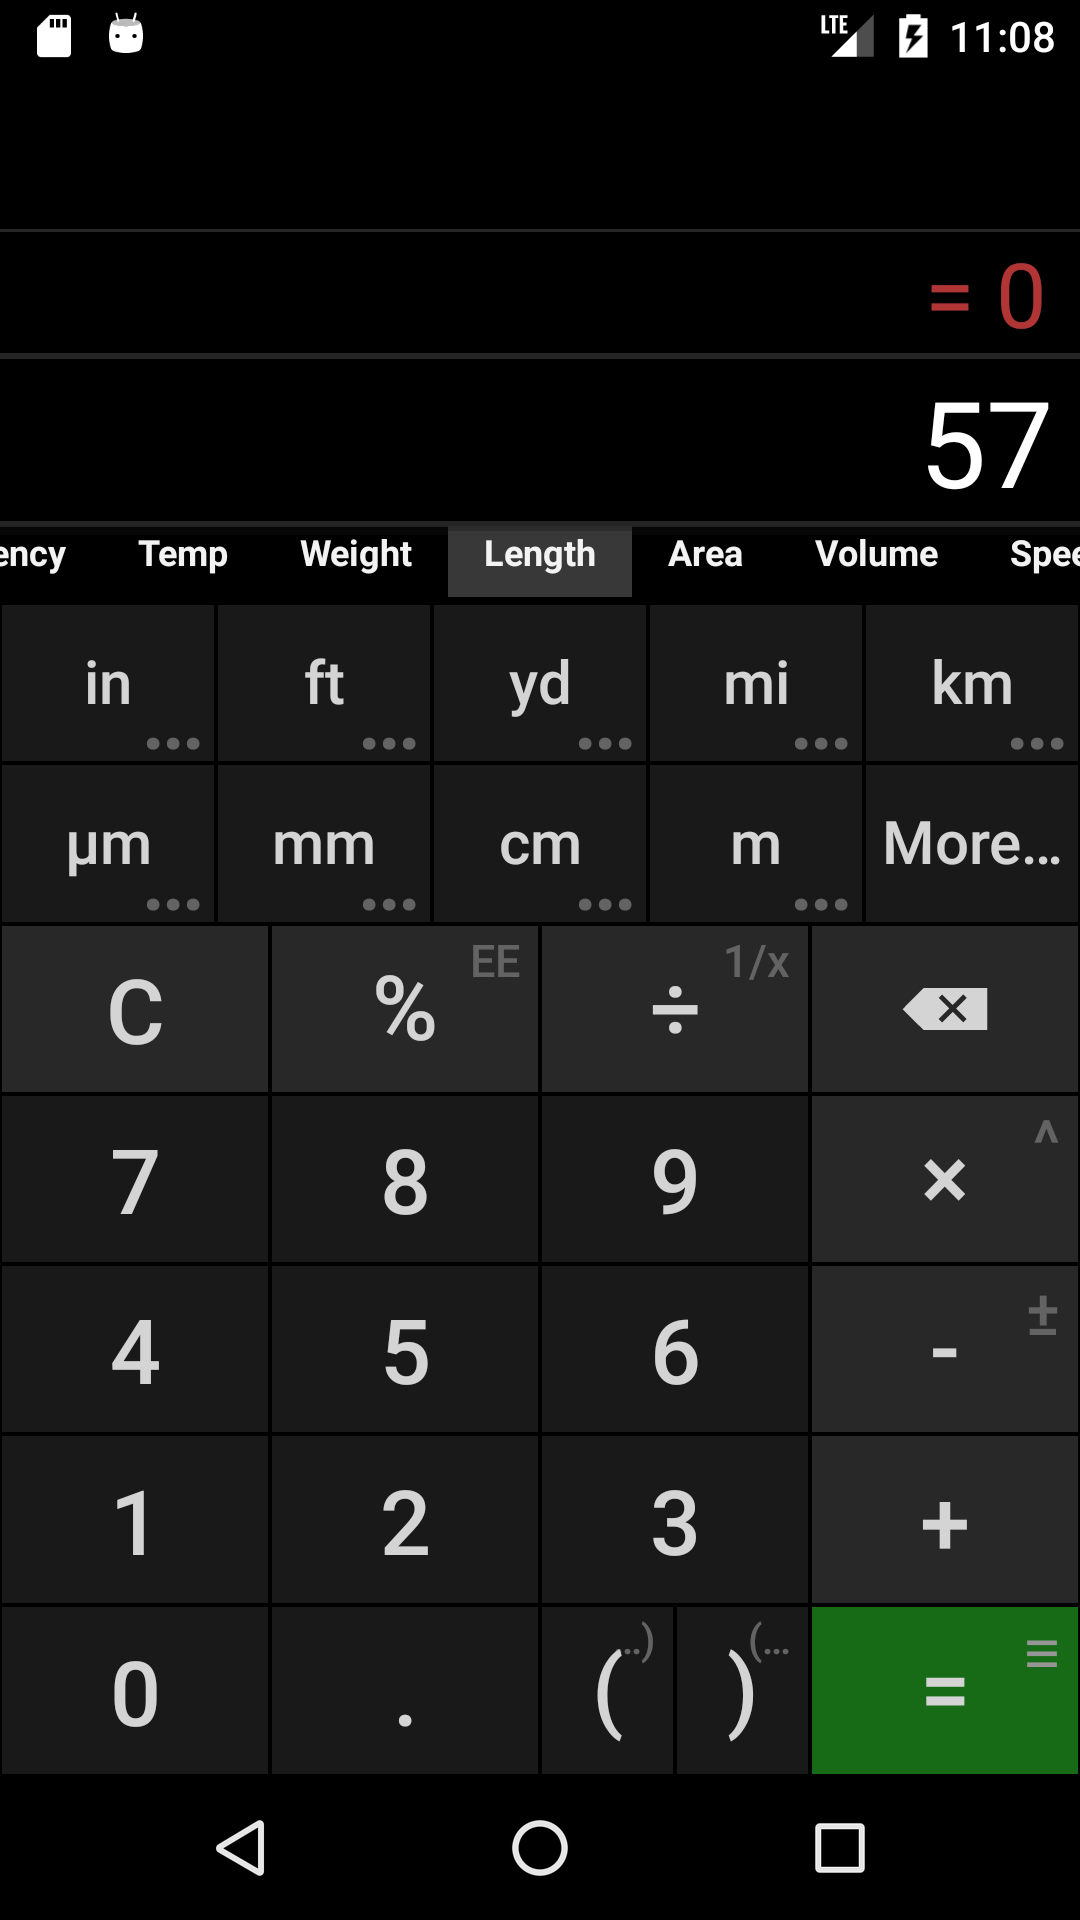 LTE 11:08
= 0
57
ency Temp Weight Length Area Volume Spee
in ft yd mi km
µm mm cm m More...
C % EE ÷ 1/x
7 8 9 × ^
4 5 6 - ±
1 2 3 +
0 . ( ..) ) (... =